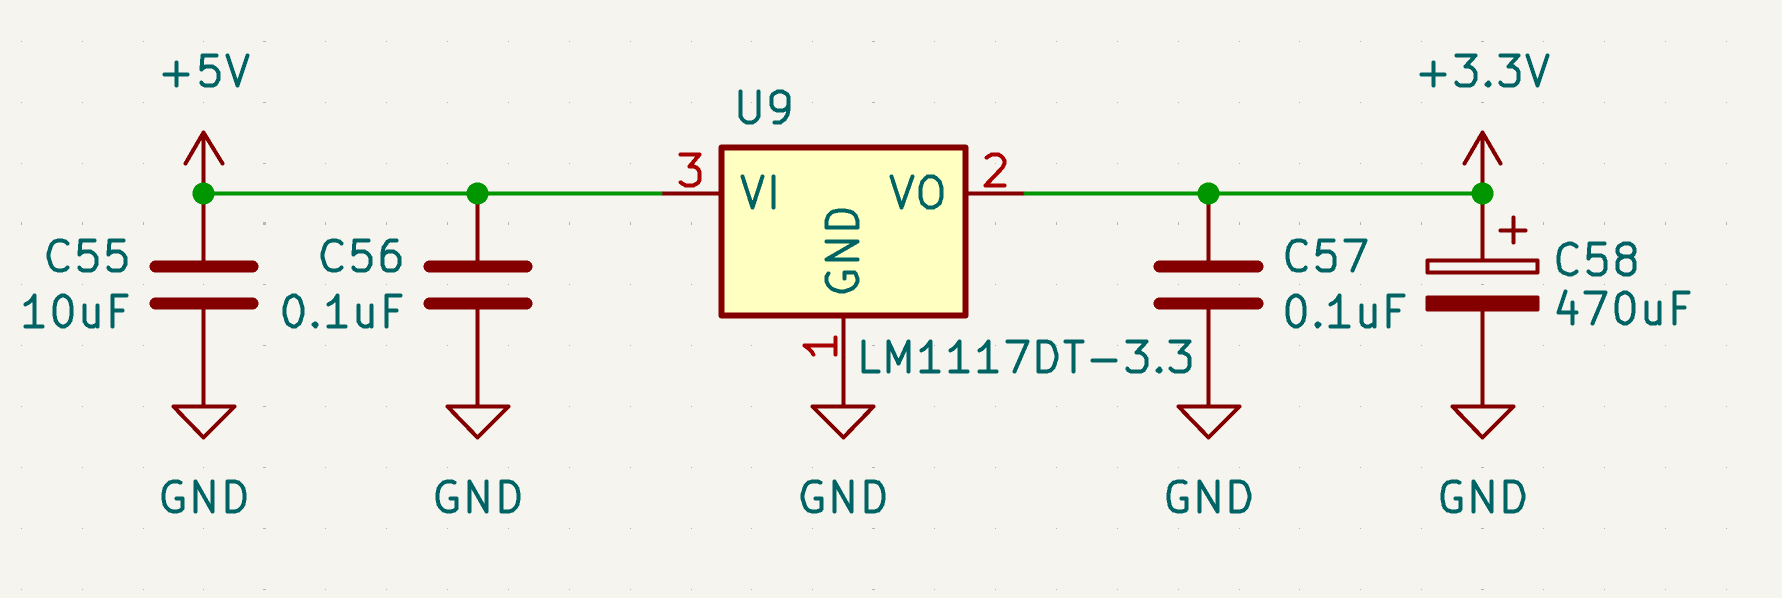 +5V
+3.3V
U9
3
VI
GND
VO
2
+
C55
10uF
C56
0.1uF
C57
0.1uF
C58
470uF
1
LM1117DT-3.3
GND
GND
GND
GND
GND